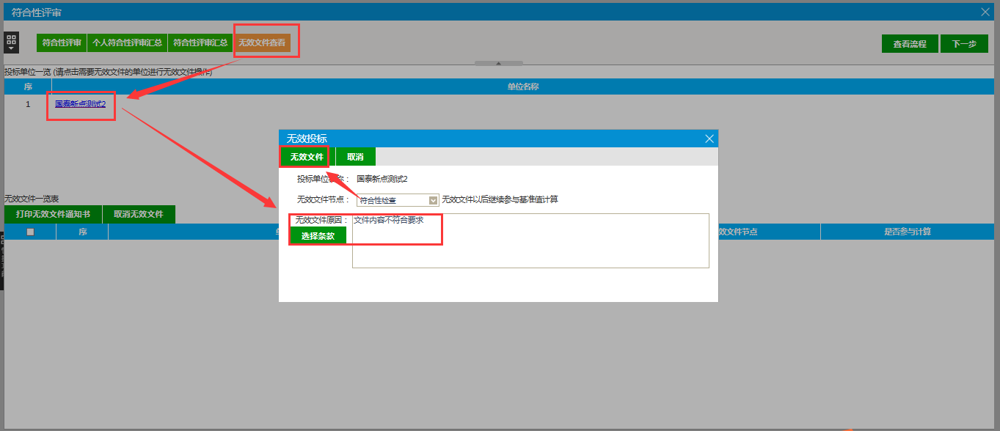 符合性评审
符合性评审 个人符合性评审汇总 符合性评审汇总 无效文件查看 查看流程 下一步
投标单位一览 (请点击需要无效文件的单位进行无效文件操作)
序 单位名称
1 国泰新点测试2
无效投标
无效文件 取消
投标单位名称： 国泰新点测试2
无效文件节点： 符合性检查 无效文件以后继续参与基准值计算
无效文件原因： 文件内容不符合要求
选择条款
无效文件一览表
打印无效文件通知书 取消无效文件
序 效文件节点 是否参与计算